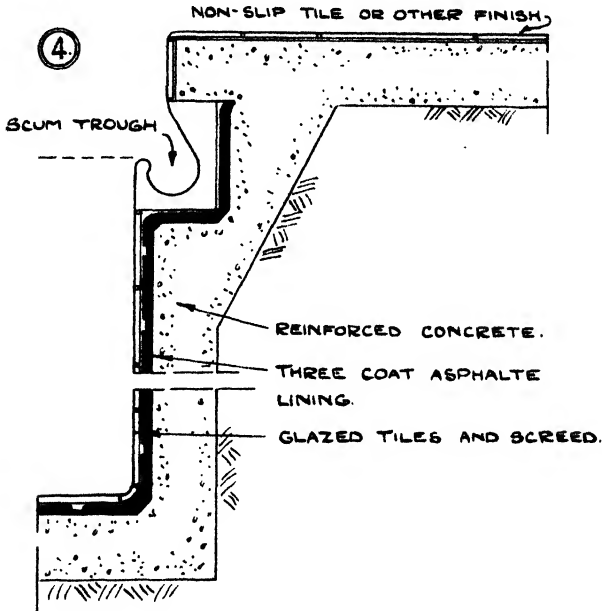 NON-SLIP TILE OR OTHER FINISH
4.
SCUM TROUGH
REINFORCED CONCRETE.
THREE COAT ASPHALTE
LINING.
GLAZED TILES AND SCREED.